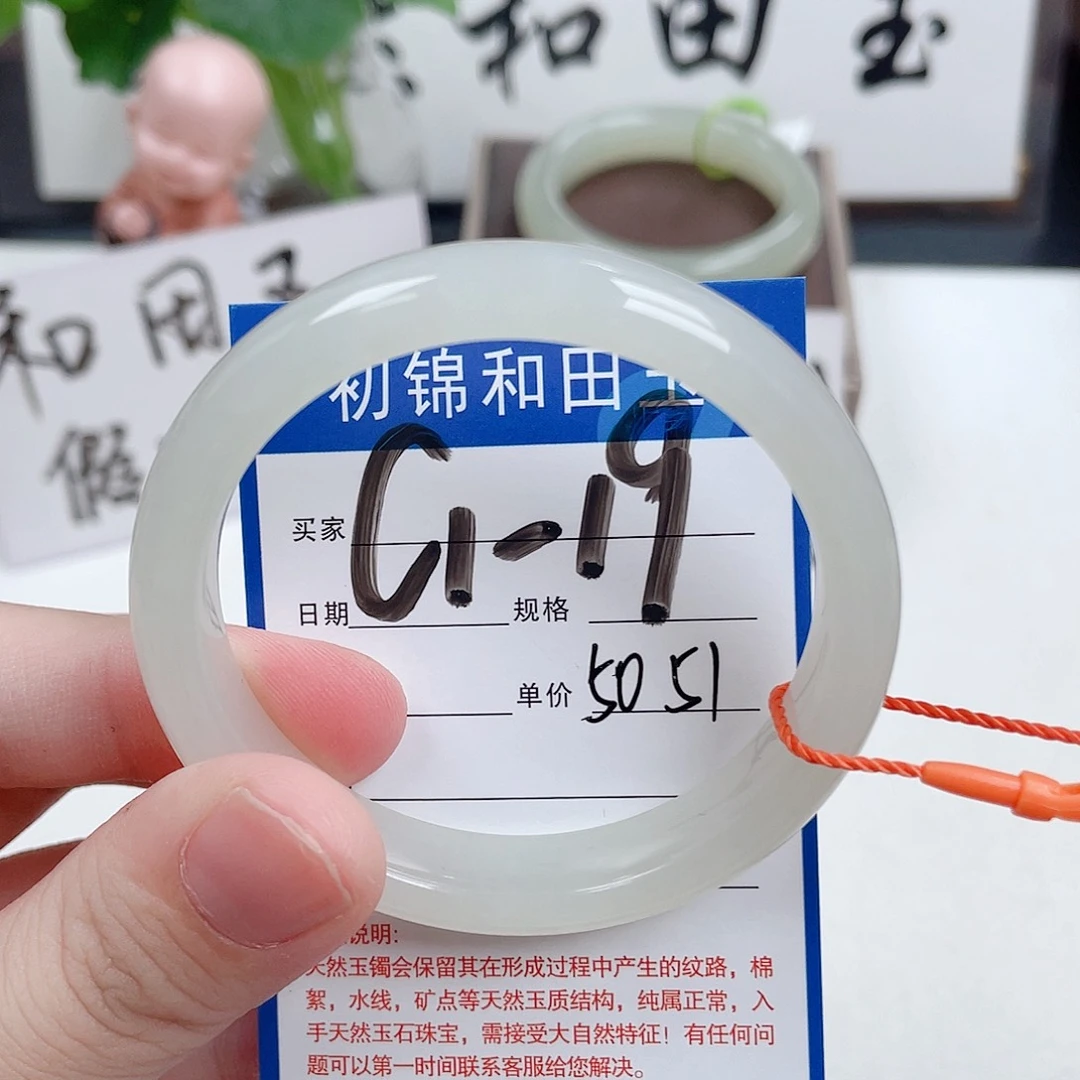 和田玉
和田玉
假
初锦和田玉
买家
G1-19
日期
规格
单价 5051
说明:
天然玉镯会保留其在形成过程中产生的纹路，棉
絮，水线，矿点等天然玉质结构，纯属正常，入
手天然玉石珠宝，需接受大自然特征！有任何问
题可以第一时间联系客服给您解决。